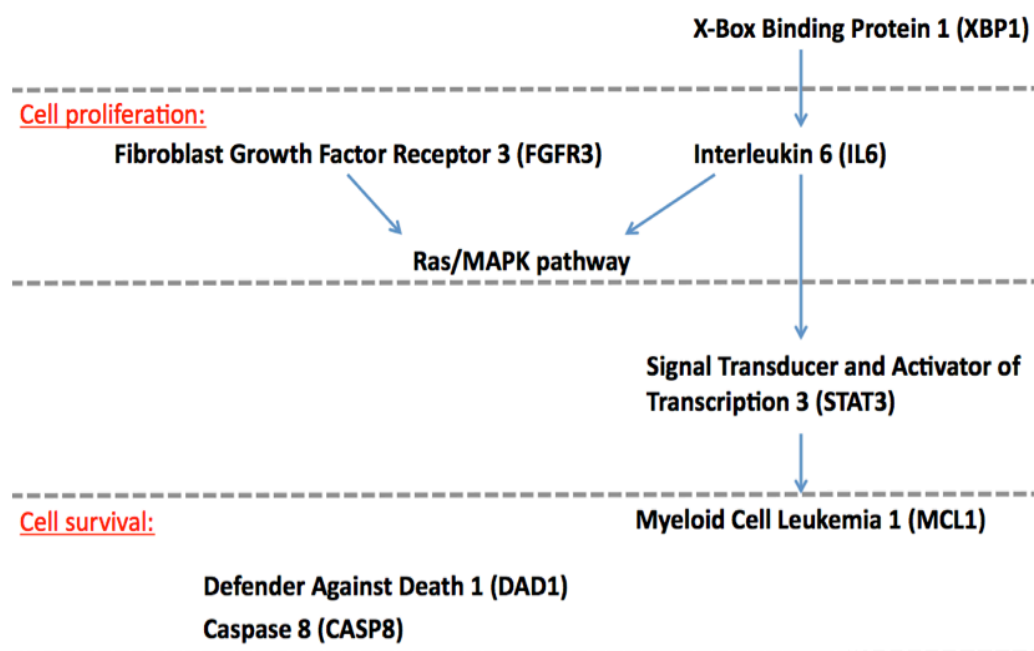 X-Box Binding Protein 1 (XBP1)
Cell proliferation:
Fibroblast Growth Factor Receptor 3 (FGFR3)
Interleukin 6 (IL6)
Ras/MAPK pathway
Signal Transducer and Activator of
Transcription 3 (STAT3)
Cell survival:
Myeloid Cell Leukemia 1 (MCL1)
Defender Against Death 1 (DAD1)
Caspase 8 (CASP8)